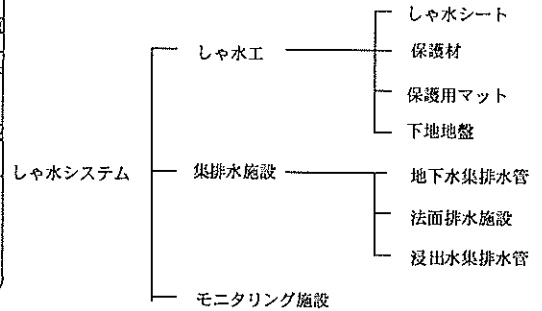 しゃ水システム
しゃ水工
しゃ水シート
保護材
保護用マット
下地地盤
集排水施設
地下水集排水管
法面排水施設
浸出水集排水管
モニタリング施設